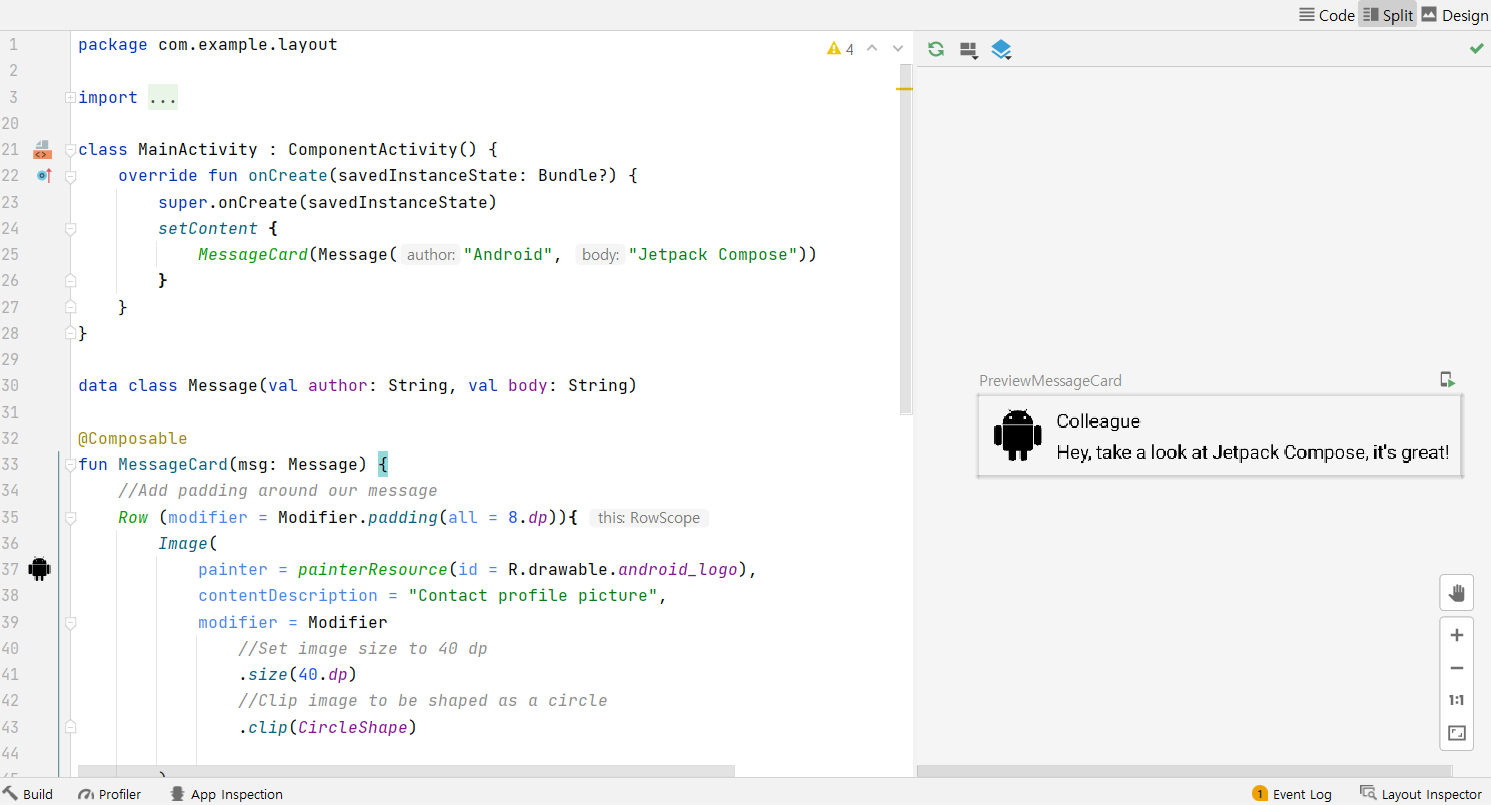 Code Split Design
1 package com.example.layout
4
2
3 import ...
20
21 class MainActivity : ComponentActivity() {
22 override fun onCreate(savedInstanceState: Bundle?) {
23 super.onCreate(savedInstanceState)
24 setContent {
25 MessageCard(Message( author: "Android", body: "Jetpack Compose"))
26 }
27 }
28 }
29
30 data class Message(val author: String, val body: String)
31
32 @Composable
33 fun MessageCard(msg: Message) {
34 //Add padding around our message
35 Row (modifier = Modifier.padding(all = 8.dp)){ this: RowScope
36 Image(
37 painter = painterResource(id = R.drawable.android_logo),
38 contentDescription = "Contact profile picture",
39 modifier = Modifier
40 //Set image size to 40 dp
41 .size(40.dp)
42 //Clip image to be shaped as a circle
43 .clip(CircleShape)
44
PreviewMessageCard
Colleague
Hey, take a look at Jetpack Compose, it's great!
1:1
Build Profiler App Inspection
1 Event Log Layout Inspector